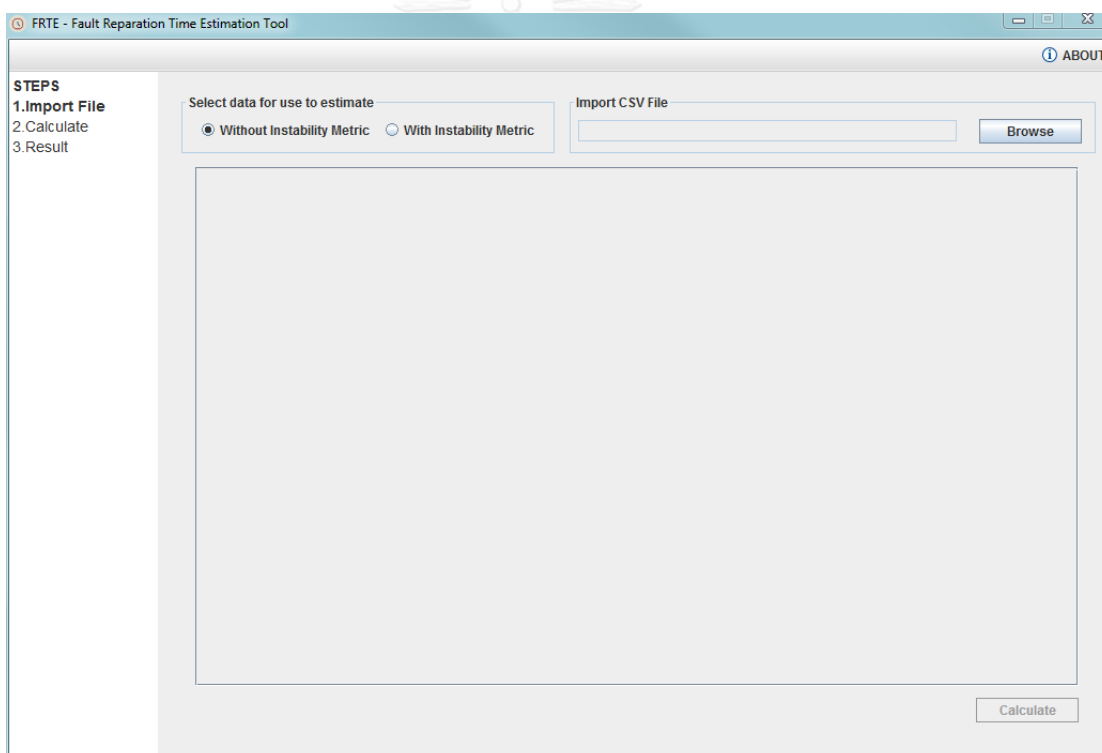 FRTE - Fault Reparation Time Estimation Tool
ABOUT
STEPS
1.Import File
2.Calculate
3.Result
Select data for use to estimate
Without Instability Metric With Instability Metric
Import CSV File
Browse
Calculate